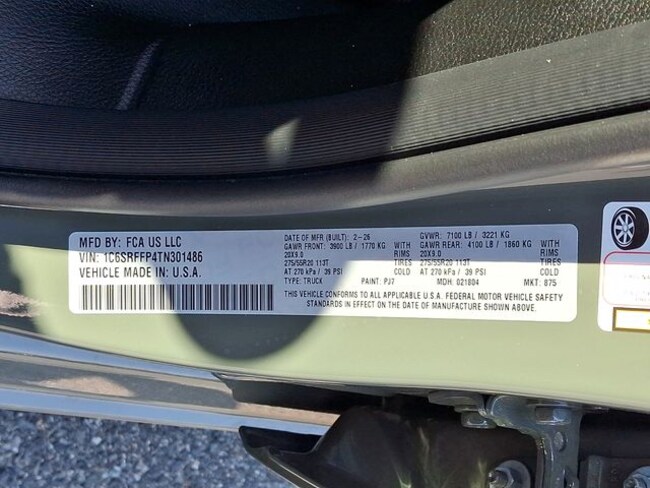 MFD BY: FCA US LLC
VIN: 1C6SRFFP4TN301486
VEHICLE MADE IN U.S.A.
DATE OF MFR (BUILT): 2-26
GAWR FRONT: 3900 LB / 1770 KG WITH
20X9.0 RIMS
275/55R20 113T TIRES
AT 270 kPa / 39 PSI COLD
TYPE: TRUCK PAINT: PJ7
GVWR: 7100 LB / 3221 KG
GAWR REAR: 4100 LB / 1860 KG WITH
20X9.0 RIMS
275/55R20 113T TIRES
AT 270 kPa / 39 PSI COLD
MDH: 021804 MKT: 875
THIS VEHICLE CONFORMS TO ALL APPLICABLE U.S.A. FEDERAL MOTOR VEHICLE SAFETY
STANDARDS IN EFFECT ON THE DATE OF MANUFACTURE SHOWN ABOVE.